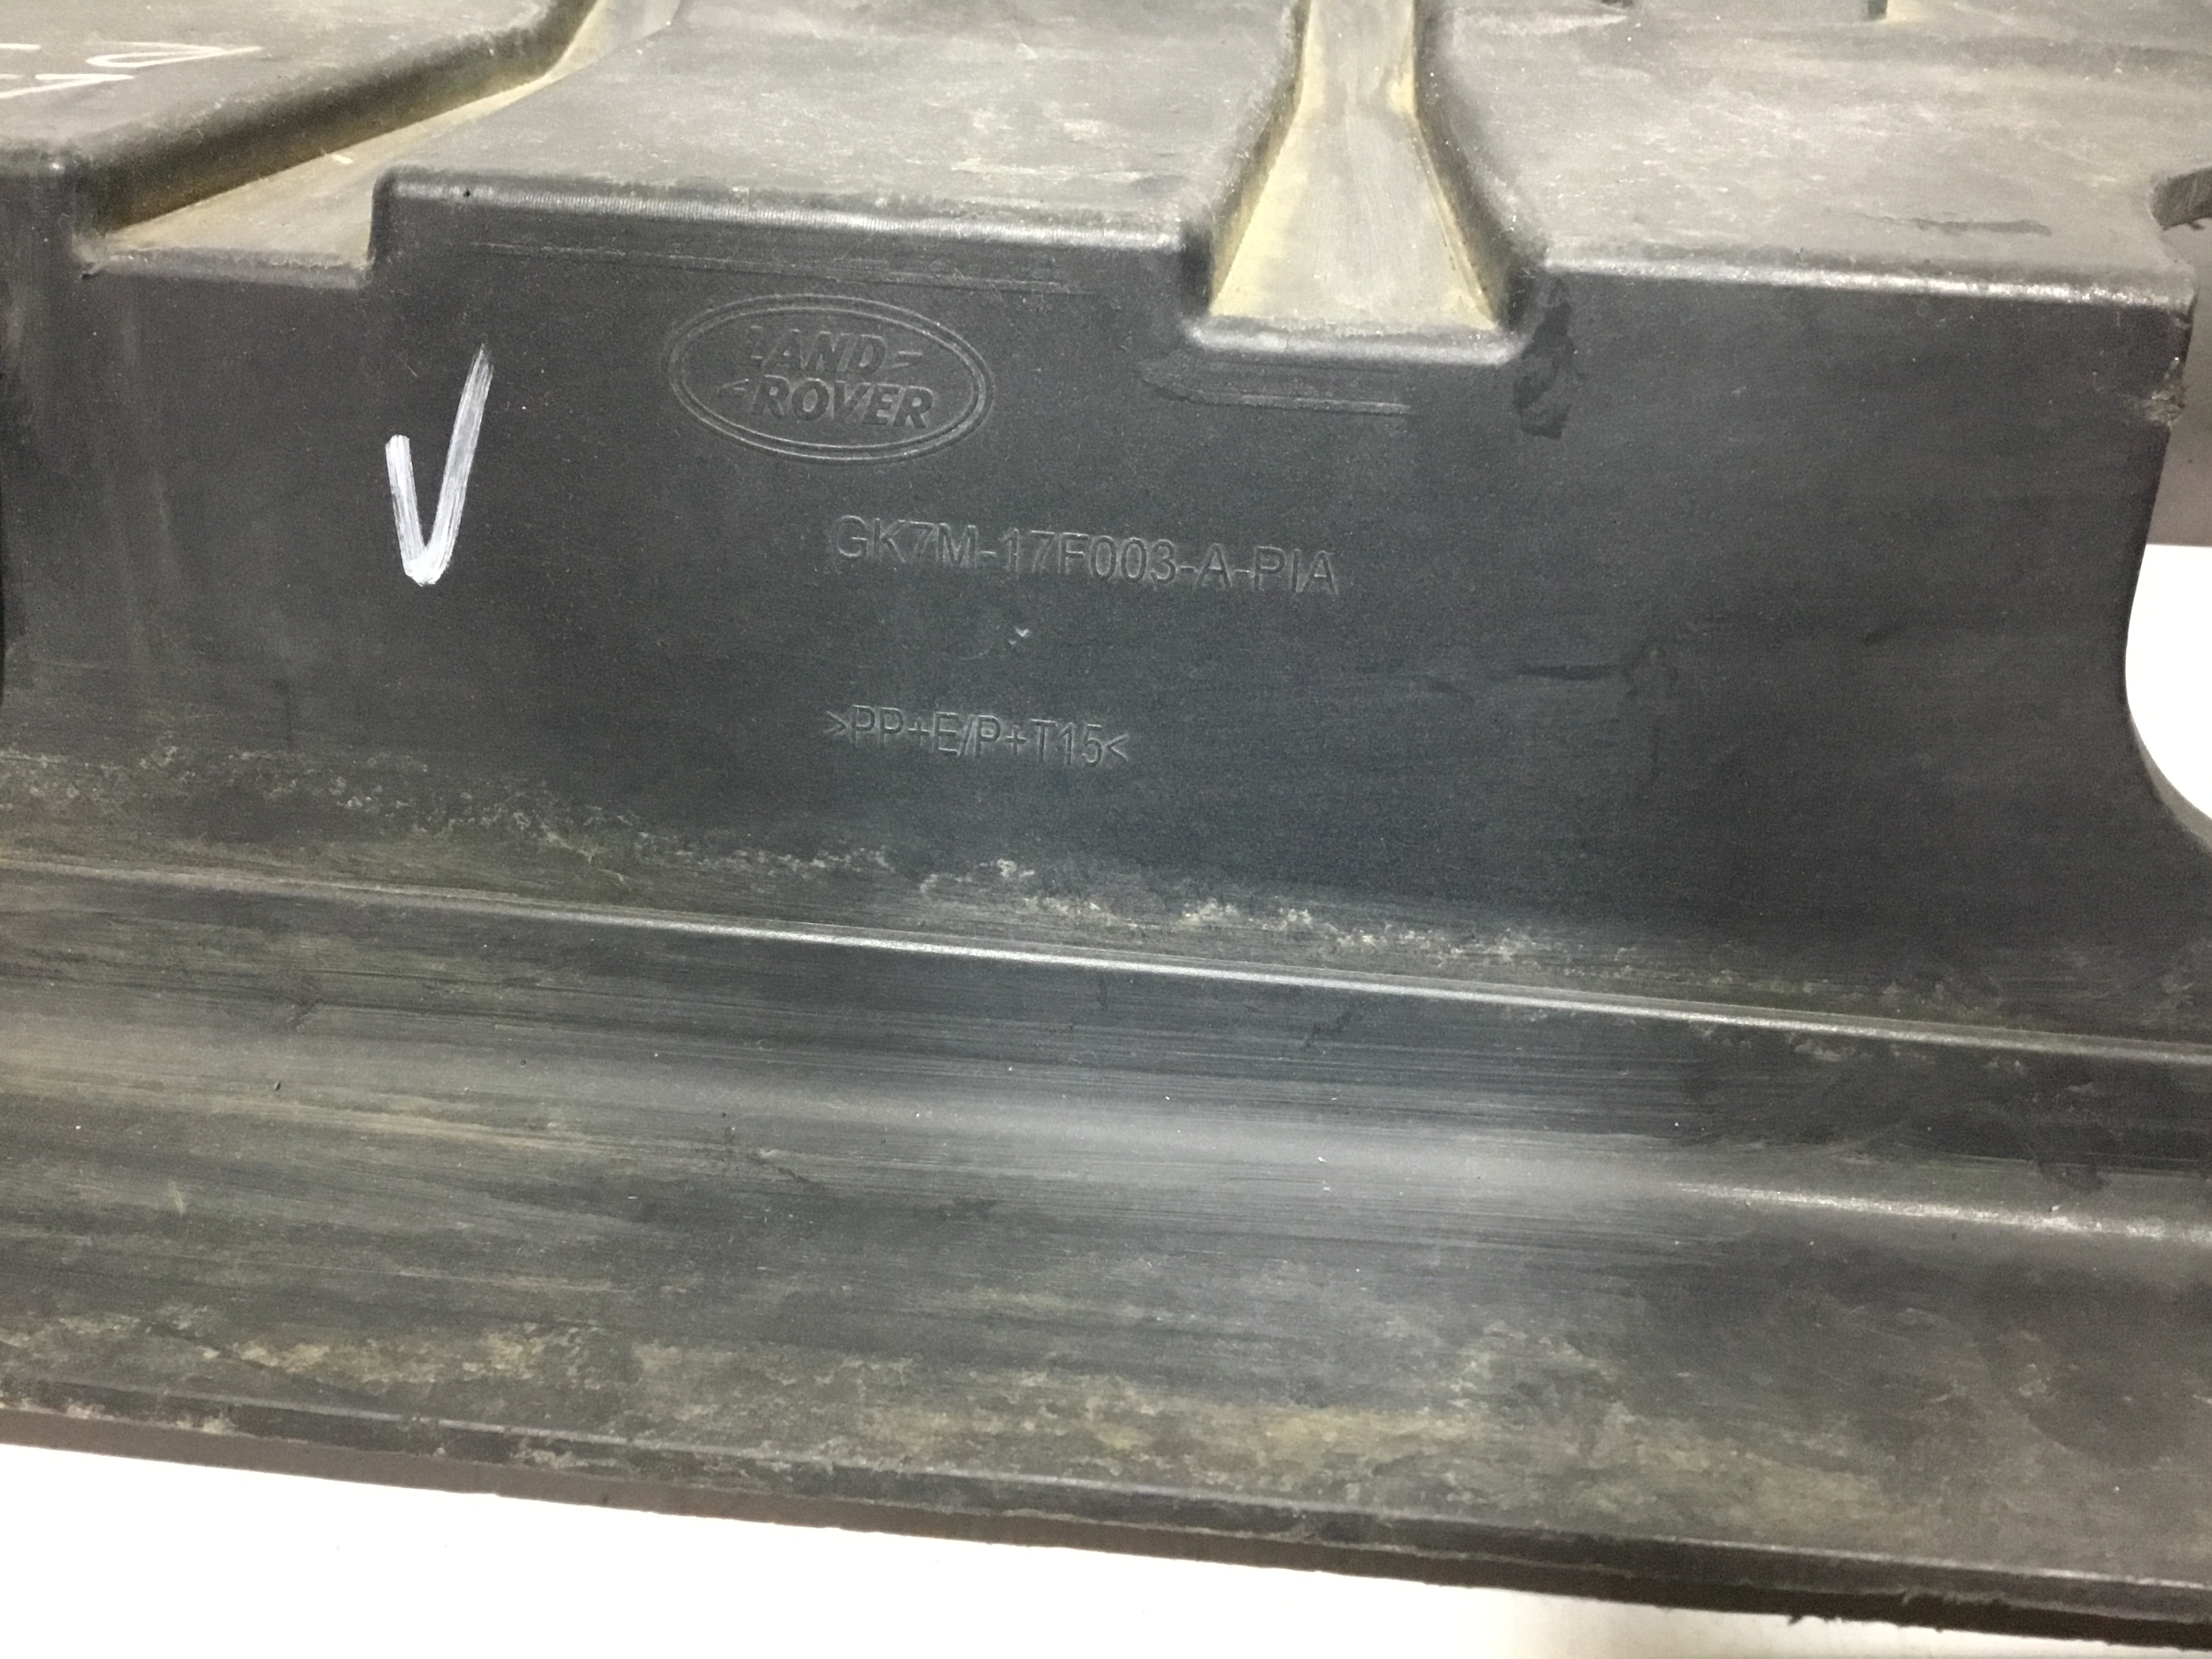 LAND
ROVER
GK7M-17F003-A-PIA
>PP+E/P+T15<